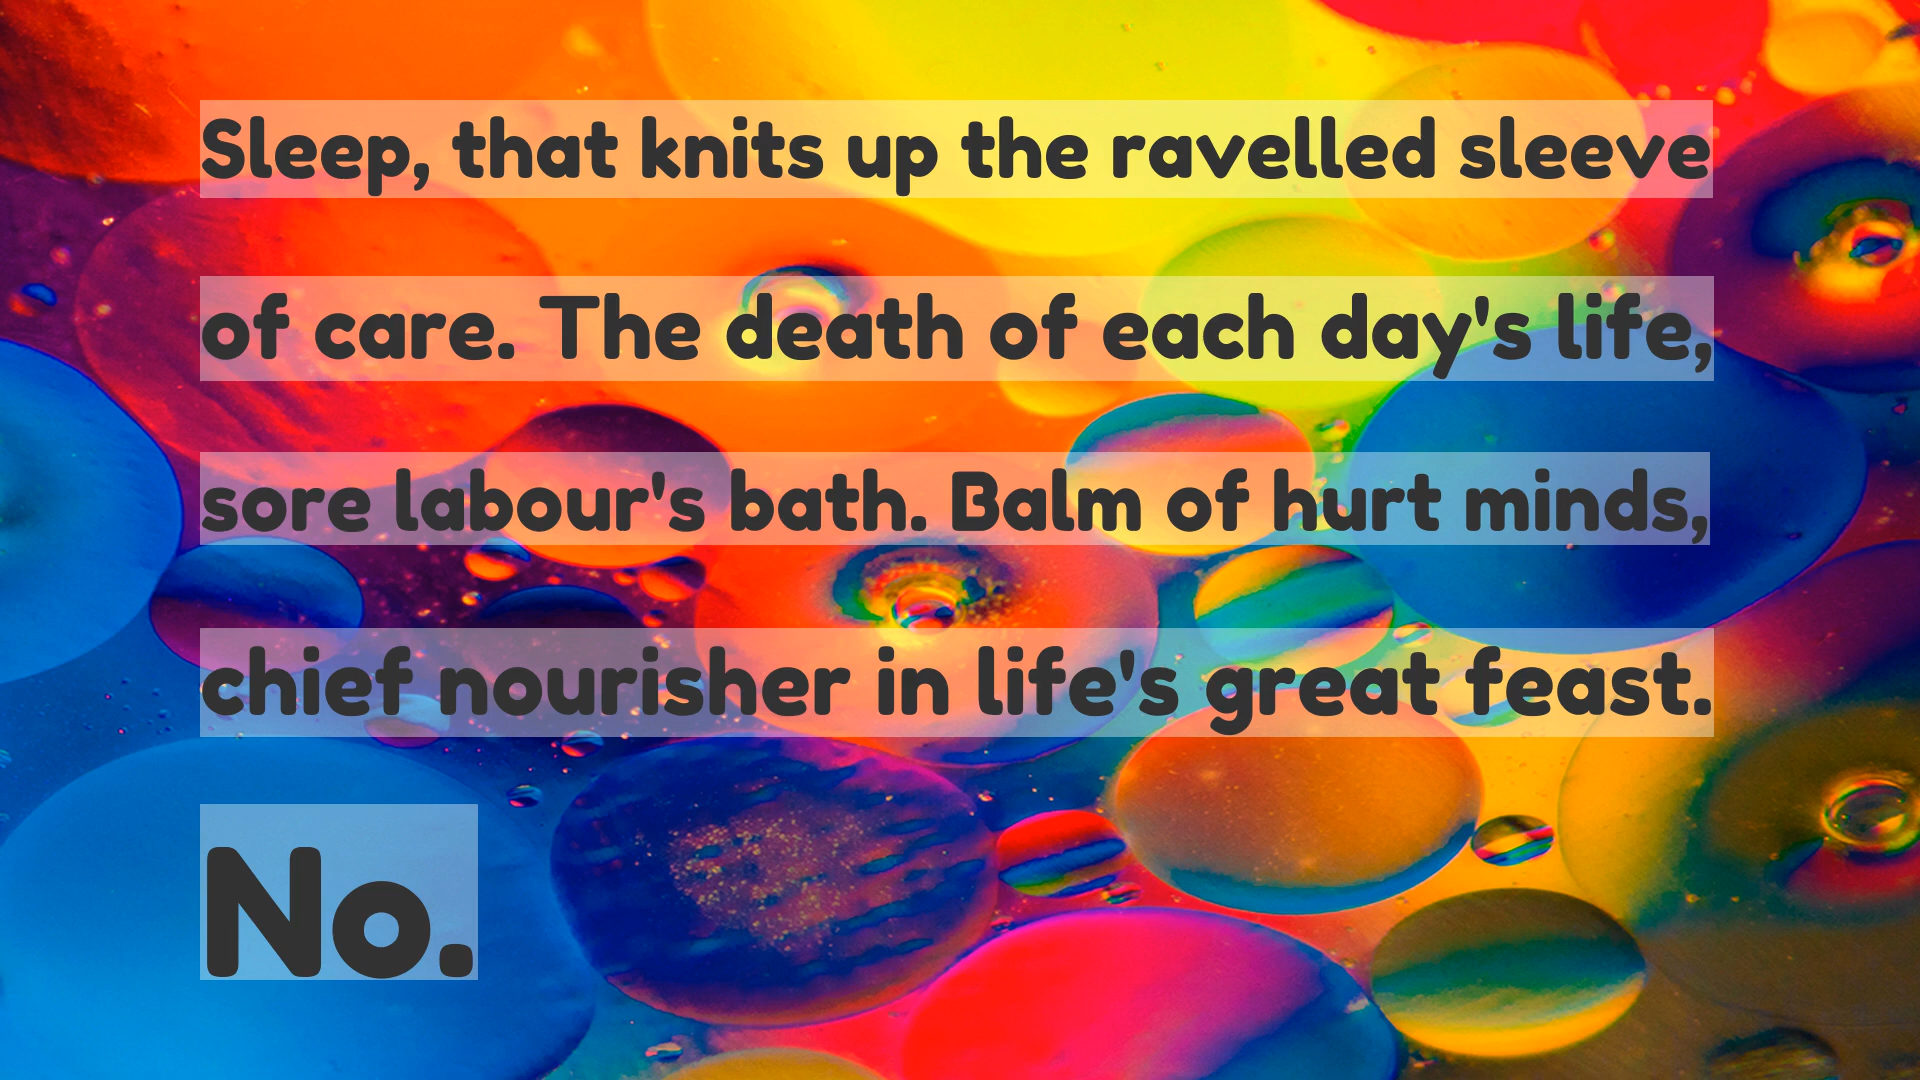 Sleep, that knits up the ravelled sleeve
of care. The death of each day's life,
sore labour's bath. Balm of hurt minds,
chief nourisher in life's great feast.
No.